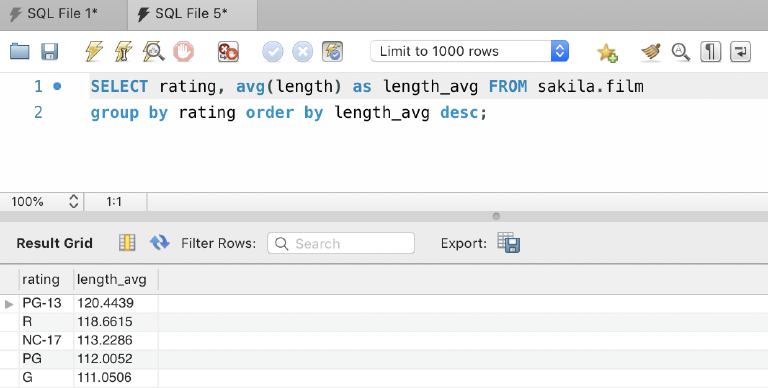 SQL File 1*
SQL File 5*
Limit to 1000 rows
1 SELECT rating, avg(length) as length_avg FROM sakila.film
2 group by rating order by length_avg desc;
100% 1:1
Result Grid Filter Rows: Search Export:
rating length_avg
PG-13 120.4439
R 118.6615
NC-17 113.2286
PG 112.0052
G 111.0506